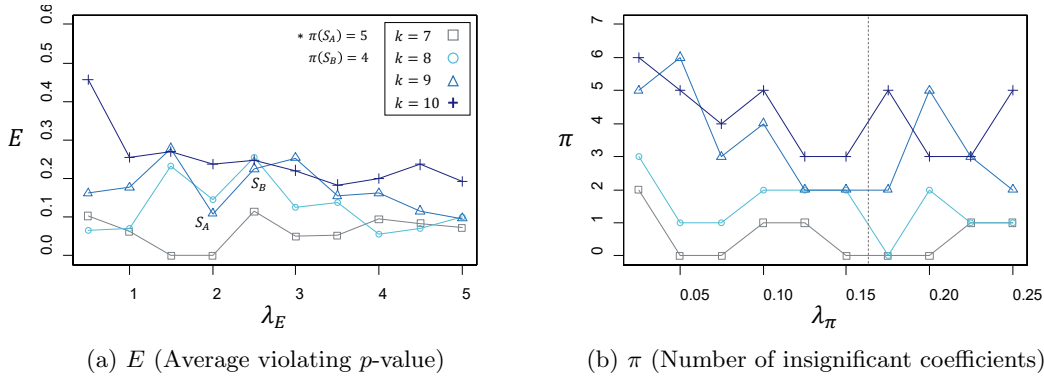 0.6
0.5
0.4
0.3
0.2
0.1
0.0
E
* π(S_A) = 5
π(S_B) = 4
k = 7
k = 8
k = 9
k = 10
S_A
S_B
1 2 3 4 5
λ_E
(a) E (Average violating p-value)
7
6
5
4
3
2
1
0
π
0.05 0.10 0.15 0.20 0.25
λ_π
(b) π (Number of insignificant coefficients)